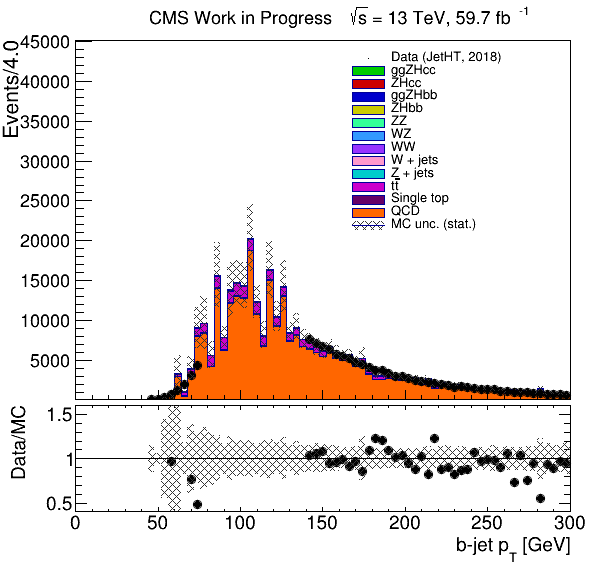 CMS Work in Progress √s = 13 TeV, 59.7 fb -1
Events/4.0
45000
40000
35000
30000
25000
20000
15000
10000
5000
Data (JetHT, 2018)
ggZHcc
ZHcc
ggZHbb
ZHbb
ZZ
WZ
WW
W + jets
Z + jets
tt̅
Single top
QCD
MC unc. (stat.)
Data/MC
1.5
1
0.5
0 50 100 150 200 250 300
b-jet p_T [GeV]